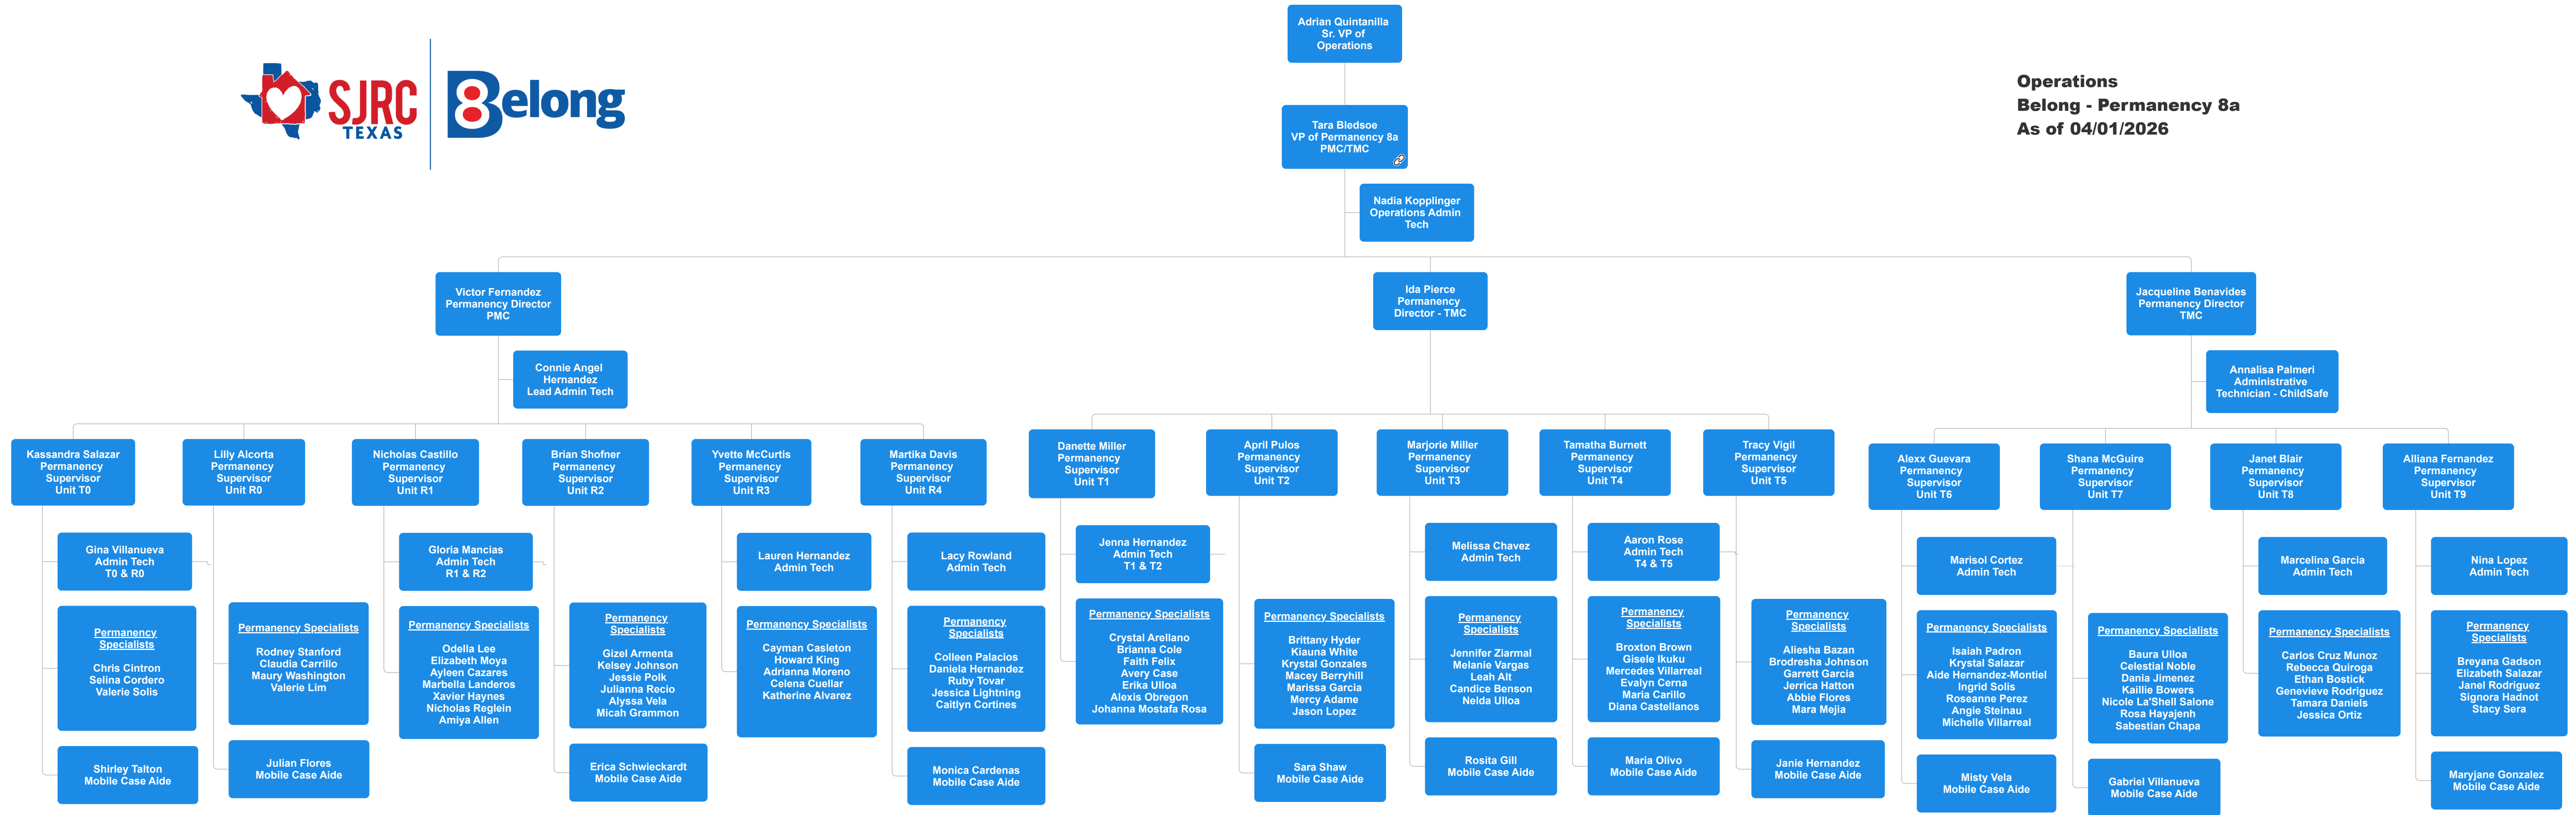 Adrian Quintanilla
Sr. VP of
Operations
SJRC
TEXAS
Belong
Operations
Belong - Permanency 8a
As of 04/01/2026
Tara Bledsoe
VP of Permanency 8a
PMC/TMC
Nadia Kopplinger
Operations Admin
Tech
Victor Fernandez
Permanency Director
PMC
Ida Pierce
Permanency
Director - TMC
Jacqueline Benavides
Permanency Director
TMC
Connie Angel
Hernandez
Lead Admin Tech
Annalisa Palmeri
Administrative
Technician - ChildSafe
Kassandra Salazar
Permanency
Supervisor
Unit T0
Lilly Alcorta
Permanency
Supervisor
Unit R0
Nicholas Castillo
Permanency
Supervisor
Unit R1
Brian Shofner
Permanency
Supervisor
Unit R2
Yvette McCurtis
Permanency
Supervisor
Unit R3
Martika Davis
Permanency
Supervisor
Unit R4
Danette Miller
Permanency
Supervisor
Unit T1
April Pulos
Permanency
Supervisor
Unit T2
Marjorie Miller
Permanency
Supervisor
Unit T3
Tamatha Burnett
Permanency
Supervisor
Unit T4
Tracy Vigil
Permanency
Supervisor
Unit T5
Alexx Guevara
Permanency
Supervisor
Unit T6
Shana McGuire
Permanency
Supervisor
Unit T7
Janet Blair
Permanency
Supervisor
Unit T8
Alliana Fernandez
Permanency
Supervisor
Unit T9
Gina Villanueva
Admin Tech
T0 & R0
Gloria Mancias
Admin Tech
R1 & R2
Lauren Hernandez
Admin Tech
Lacy Rowland
Admin Tech
Jenna Hernandez
Admin Tech
T1 & T2
Melissa Chavez
Admin Tech
Aaron Rose
Admin Tech
T4 & T5
Marisol Cortez
Admin Tech
Marcelina Garcia
Admin Tech
Nina Lopez
Admin Tech
Permanency
Specialists
Chris Cintron
Selina Cordero
Valerie Solis
Permanency Specialists
Rodney Stanford
Claudia Carrillo
Maury Washington
Valerie Lim
Permanency Specialists
Odella Lee
Elizabeth Moya
Ayleen Cazares
Marbella Landeros
Xavier Haynes
Nicholas Reglein
Amiya Allen
Permanency
Specialists
Gizel Armenta
Kelsey Johnson
Jessie Polk
Julianna Recio
Alyssa Vela
Micah Grammon
Permanency Specialists
Cayman Casleton
Howard King
Adrianna Moreno
Celena Cuellar
Katherine Alvarez
Permanency
Specialists
Colleen Palacios
Daniela Hernandez
Ruby Tovar
Jessica Lightning
Caitlyn Cortines
Permanency Specialists
Crystal Arellano
Brianna Cole
Faith Felix
Avery Case
Erika Ulloa
Alexis Obregon
Johanna Mostafa Rosa
Permanency Specialists
Brittany Hyder
Kiauna White
Krystal Gonzales
Macey Berryhill
Marissa Garcia
Mercy Adame
Jason Lopez
Permanency
Specialists
Jennifer Ziarmal
Melanie Vargas
Leah Alt
Candice Benson
Nelda Ulloa
Permanency
Specialists
Broxton Brown
Gisele Ikuku
Mercedes Villarreal
Evalyn Cerna
Maria Carillo
Diana Castellanos
Permanency
Specialists
Aliesha Bazan
Brodresha Johnson
Garrett Garcia
Jerrica Hatton
Abbie Flores
Mara Mejia
Permanency Specialists
Isaiah Padron
Krystal Salazar
Aide Hernandez-Montiel
Ingrid Solis
Roseanne Perez
Angie Steinau
Michelle Villarreal
Permanency Specialists
Baura Ulloa
Celestial Noble
Dania Jimenez
Kaillie Bowers
Nicole La'Shell Salone
Rosa Hayajenh
Sabestian Chapa
Permanency Specialists
Carlos Cruz Munoz
Rebecca Quiroga
Ethan Bostick
Genevieve Rodriguez
Tamara Daniels
Jessica Ortiz
Permanency
Specialists
Breyana Gadson
Elizabeth Salazar
Janel Rodriguez
Signora Hadnot
Stacy Sera
Shirley Talton
Mobile Case Aide
Julian Flores
Mobile Case Aide
Erica Schwieckardt
Mobile Case Aide
Monica Cardenas
Mobile Case Aide
Sara Shaw
Mobile Case Aide
Rosita Gill
Mobile Case Aide
Maria Olivo
Mobile Case Aide
Janie Hernandez
Mobile Case Aide
Misty Vela
Mobile Case Aide
Gabriel Villanueva
Mobile Case Aide
Maryjane Gonzalez
Mobile Case Aide